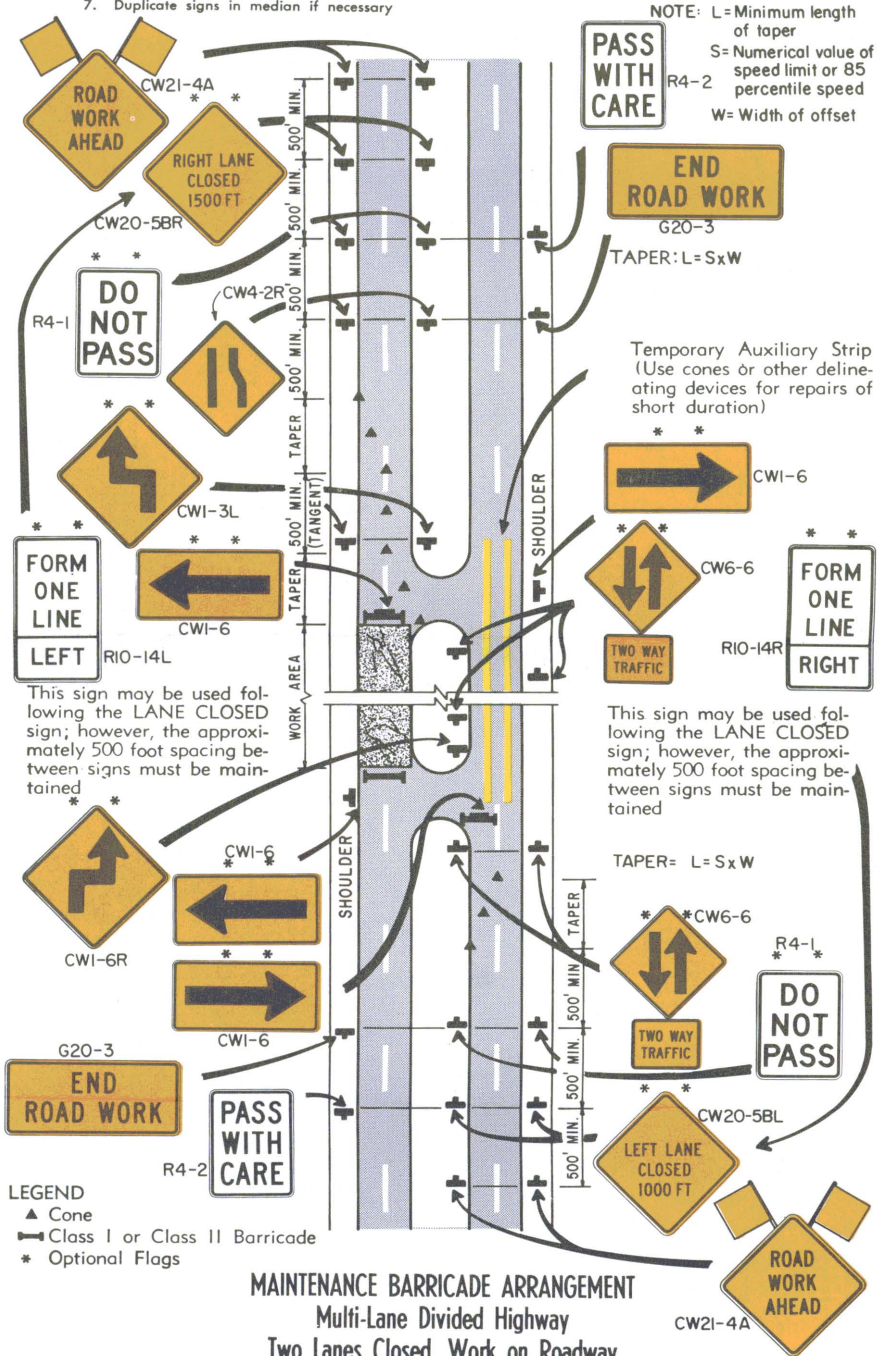 7. Duplicate signs in median if necessary
NOTE: L = Minimum length
of taper
S = Numerical value of
speed limit or 85
percentile speed
W = Width of offset
PASS
WITH
CARE
R4-2
ROAD
WORK
AHEAD
CW21-4A
* *
RIGHT LANE
CLOSED
1500 FT
CW20-5BR
END
ROAD WORK
G20-3
TAPER: L = S x W
500' MIN.
500' MIN.
500' MIN.
500' MIN.
TAPER
500' MIN.
(TANGENT)
TAPER
WORK AREA
* *
DO
NOT
PASS
R4-1
CW4-2R
Temporary Auxiliary Strip
(Use cones or other deline-
ating devices for repairs of
short duration)
* *
CW1-3L
* *
CW1-6
SHOULDER
* *
CW1-6
* *
FORM
ONE
LINE
LEFT
R10-14L
* *
CW6-6
TWO WAY
TRAFFIC
* *
FORM
ONE
LINE
RIGHT
R10-14R
* *
This sign may be used fol-
lowing the LANE CLOSED
sign; however, the approxi-
mately 500 foot spacing be-
tween signs must be main-
tained
This sign may be used fol-
lowing the LANE CLOSED
sign; however, the approxi-
mately 500 foot spacing be-
tween signs must be main-
tained
* *
CW1-6R
CW1-6
* *
* *
CW1-6
SHOULDER
TAPER= L = S x W
TAPER
500' MIN
500' MIN.
500' MIN.
* *
CW6-6
TWO WAY
TRAFFIC
R4-1
* *
DO
NOT
PASS
G20-3
END
ROAD WORK
PASS
WITH
CARE
R4-2
* *
CW20-5BL
LEFT LANE
CLOSED
1000 FT
ROAD
WORK
AHEAD
CW21-4A
LEGEND
Cone
Class I or Class II Barricade
* Optional Flags
MAINTENANCE BARRICADE ARRANGEMENT
Multi-Lane Divided Highway
Two Lanes Closed, Work on Roadway